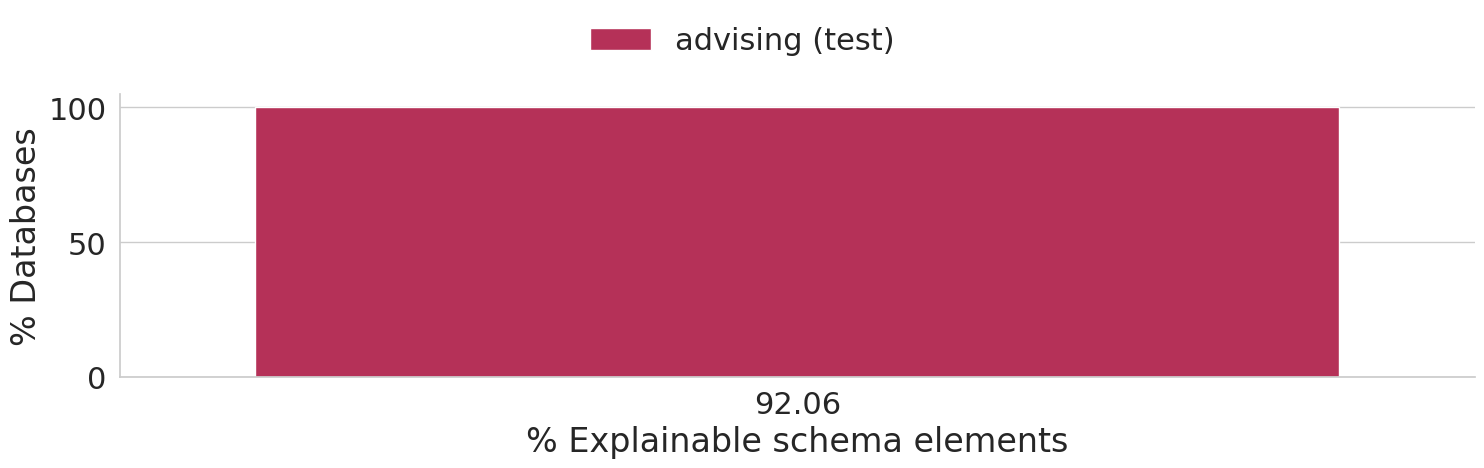 advising (test)
100
50
0
% Databases
92.06
% Explainable schema elements